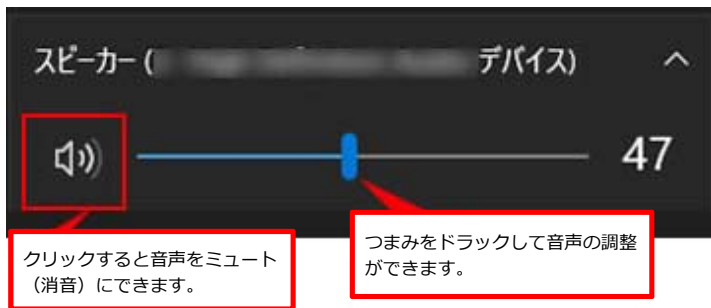 スピーカー ( デバイス)
47
クリックすると音声をミュート
（消音）にできます。
つまみをドラックして音声の調整
ができます。